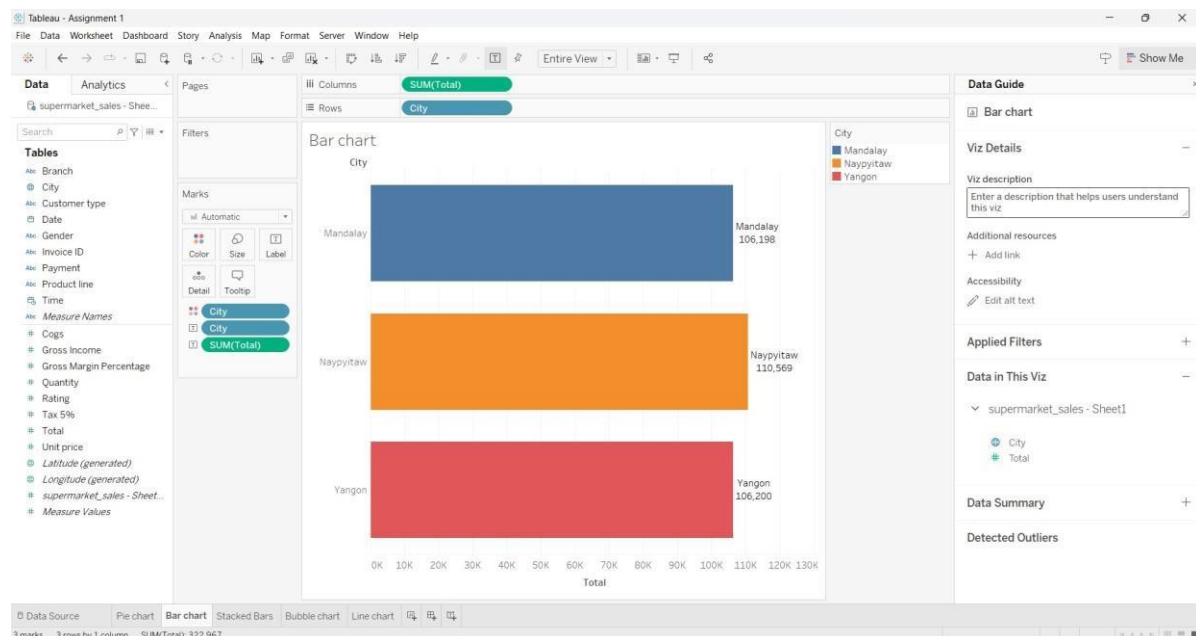 Tableau - Assignment 1
File Data Worksheet Dashboard Story Analysis Map Format Server Window Help
Entire View
Show Me
Data Analytics
supermarket_sales - Shee...
Search
Tables
Abc Branch
City
Abc Customer type
Date
Abc Gender
Abc Invoice ID
Abc Payment
Abc Product line
Time
Abc Measure Names
# Cogs
# Gross Income
# Gross Margin Percentage
# Quantity
# Rating
# Tax 5%
# Total
# Unit price
Latitude (generated)
Longitude (generated)
# supermarket_sales - Sheet...
# Measure Values
Pages
Filters
Marks
Automatic
Color Size Label
Detail Tooltip
City
City
SUM(Total)
iii Columns SUM(Total)
Rows City
Bar chart
City
Mandalay
Mandalay
106,198
Naypyitaw
Naypyitaw
110,569
Yangon
Yangon
106,200
0K 10K 20K 30K 40K 50K 60K 70K 80K 90K 100K 110K 120K 130K
Total
City
Mandalay
Naypyitaw
Yangon
Data Guide
Bar chart
Viz Details
Viz description
Enter a description that helps users understand
this viz
Additional resources
+ Add link
Accessibility
Edit alt text
Applied Filters
Data in This Viz
supermarket_sales - Sheet1
City
# Total
Data Summary
Detected Outliers
Data Source Pie chart Bar chart Stacked Bars Bubble chart Line chart
3 marks 3 rows by 1 column SUM(Total): 322,967